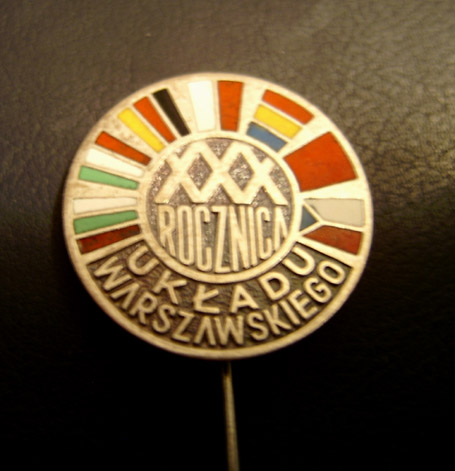 XXX
ROCZNICA
UKŁADU
WARSZAWSKIEGO